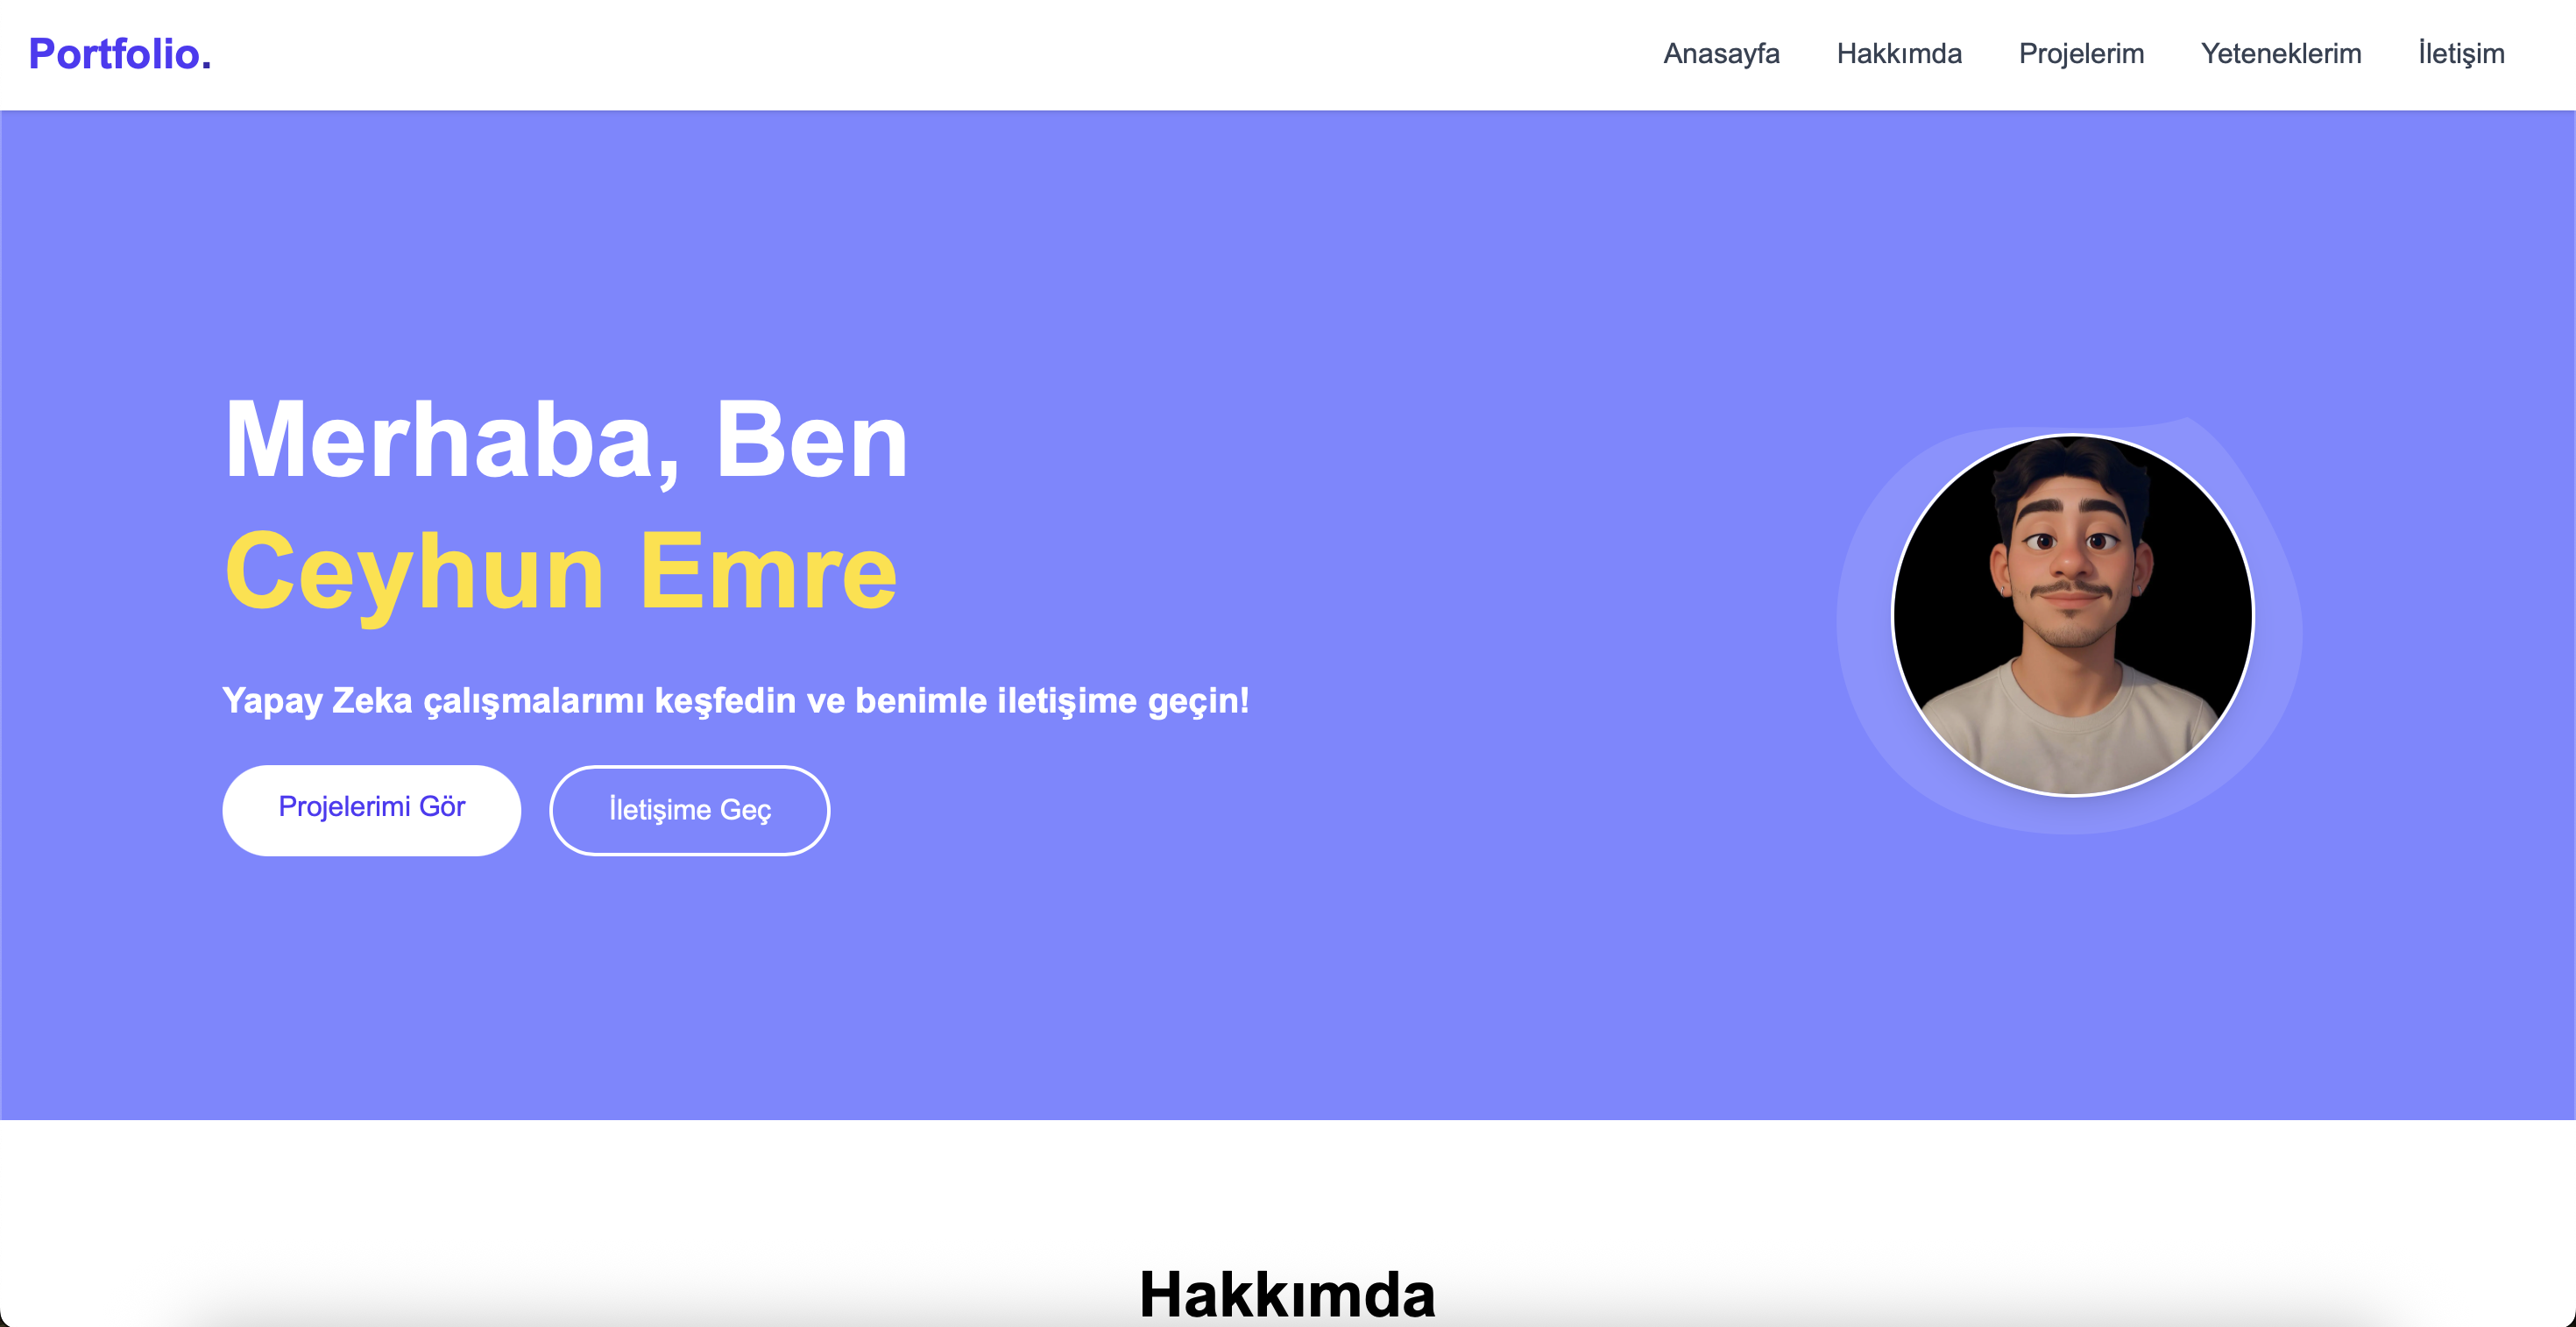 Portfolio.
Anasayfa Hakkımda Projelerim Yeteneklerim İletişim
Merhaba, Ben
Ceyhun Emre
Yapay Zeka çalışmalarımı keşfedin ve benimle iletişime geçin!
Projelerimi Gör İletişime Geç
Hakkımda